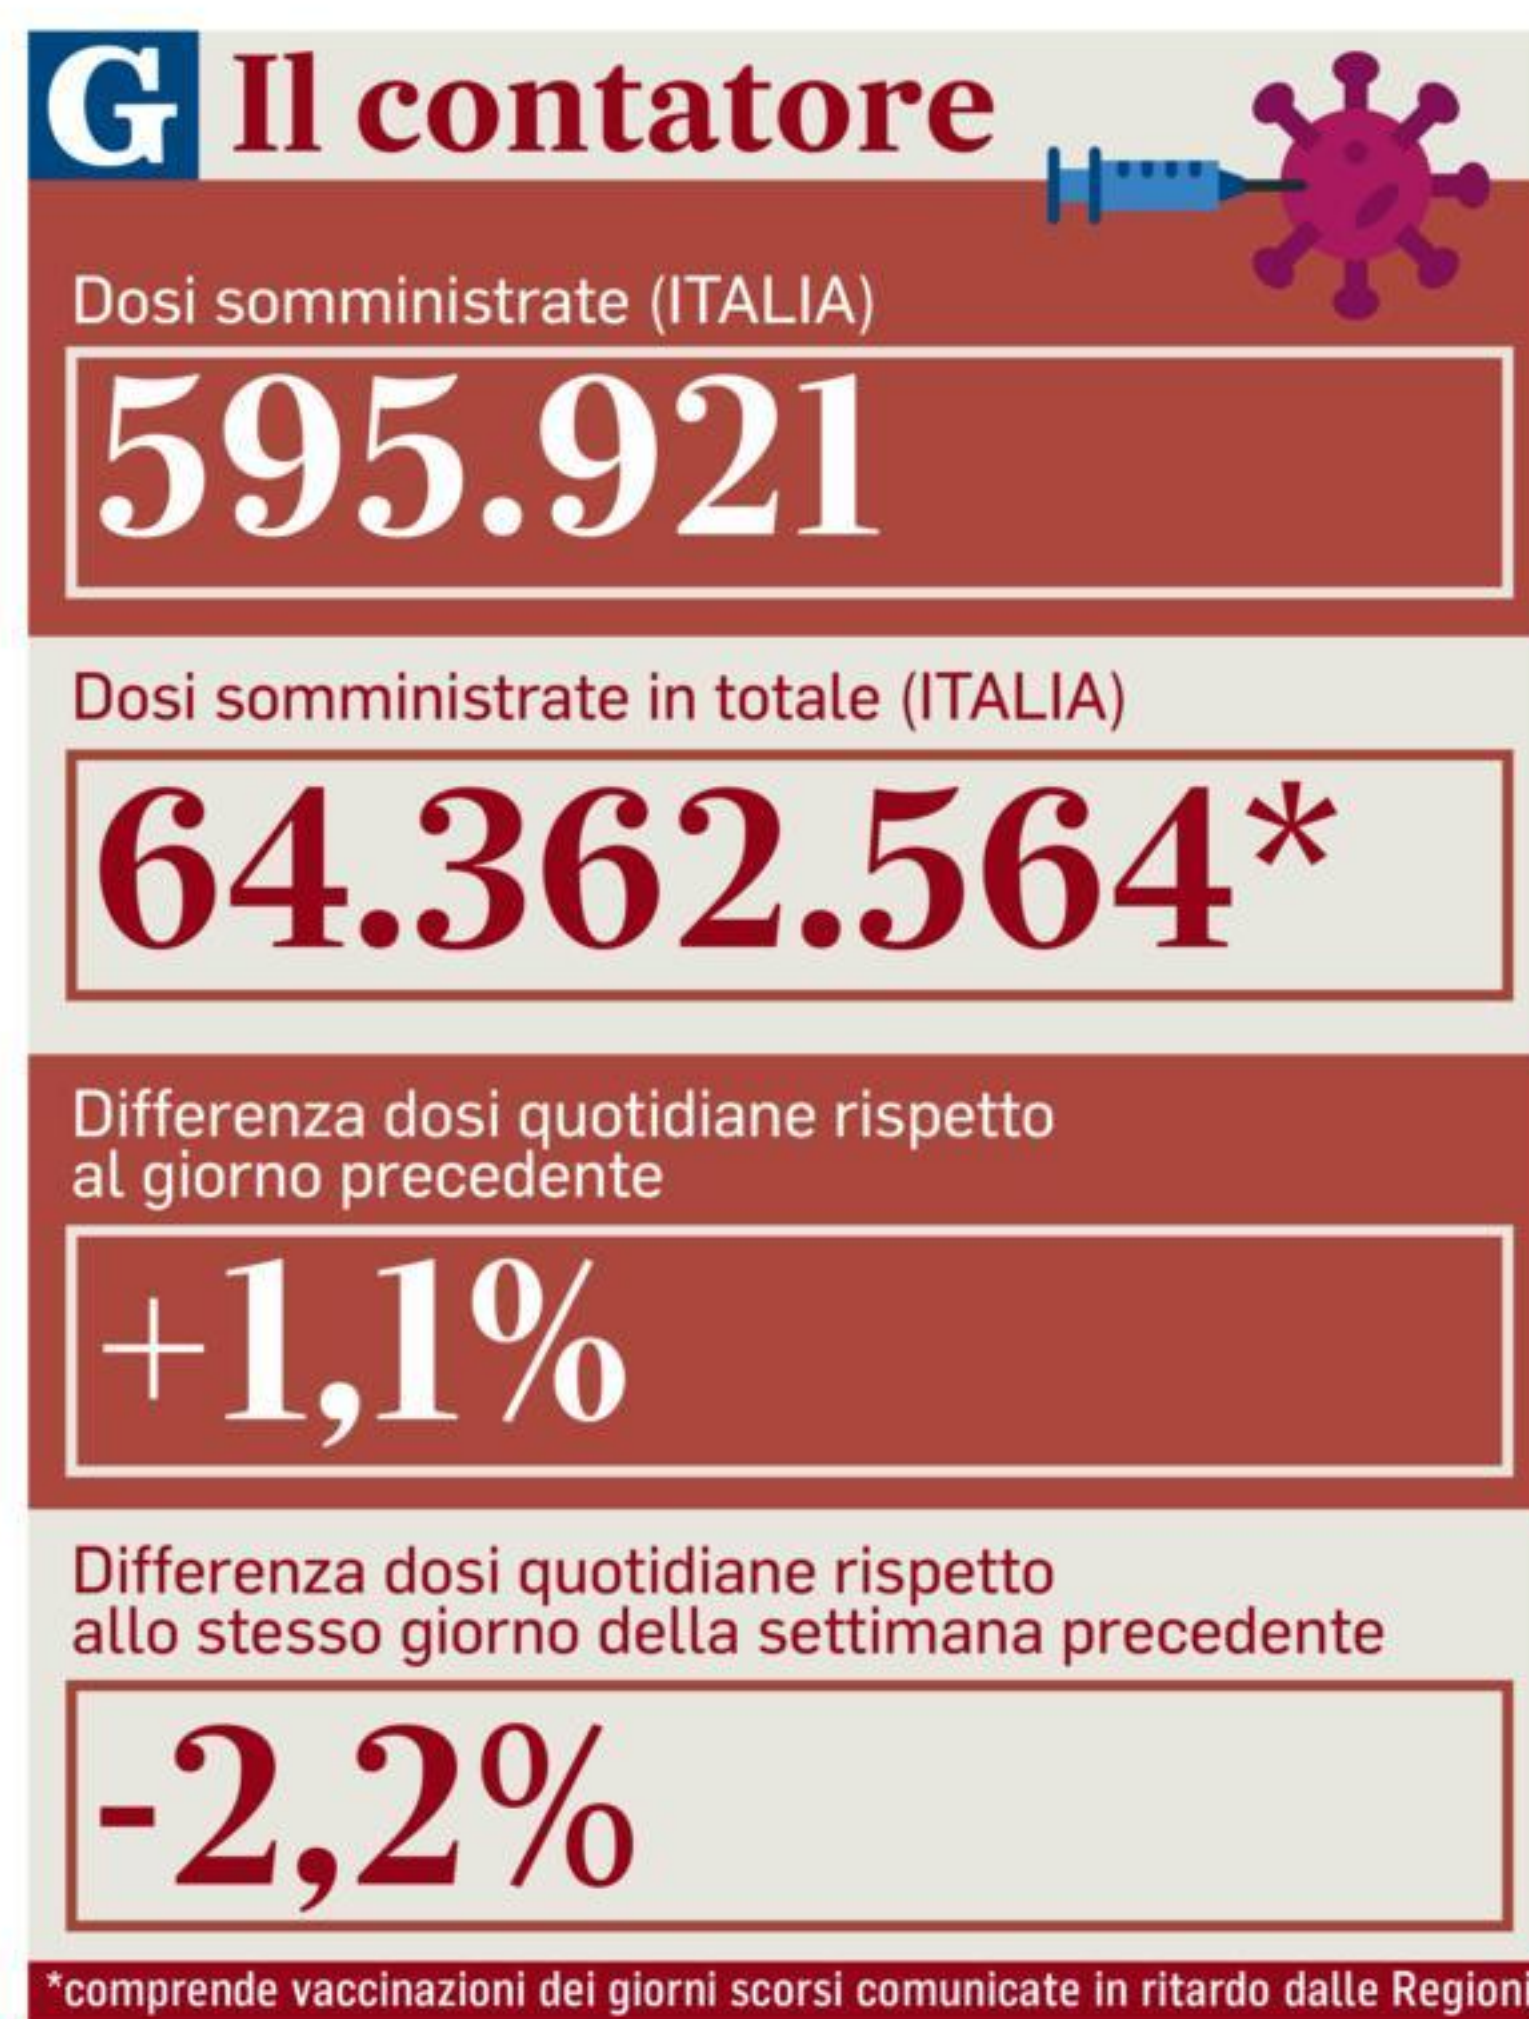 G Il contatore
Dosi somministrate (ITALIA)
595.921
Dosi somministrate in totale (ITALIA)
64.362.564*
Differenza dosi quotidiane rispetto
al giorno precedente
+1,1%
Differenza dosi quotidiane rispetto
allo stesso giorno della settimana precedente
-2,2%
*comprende vaccinazioni dei giorni scorsi comunicate in ritardo dalle Regioni